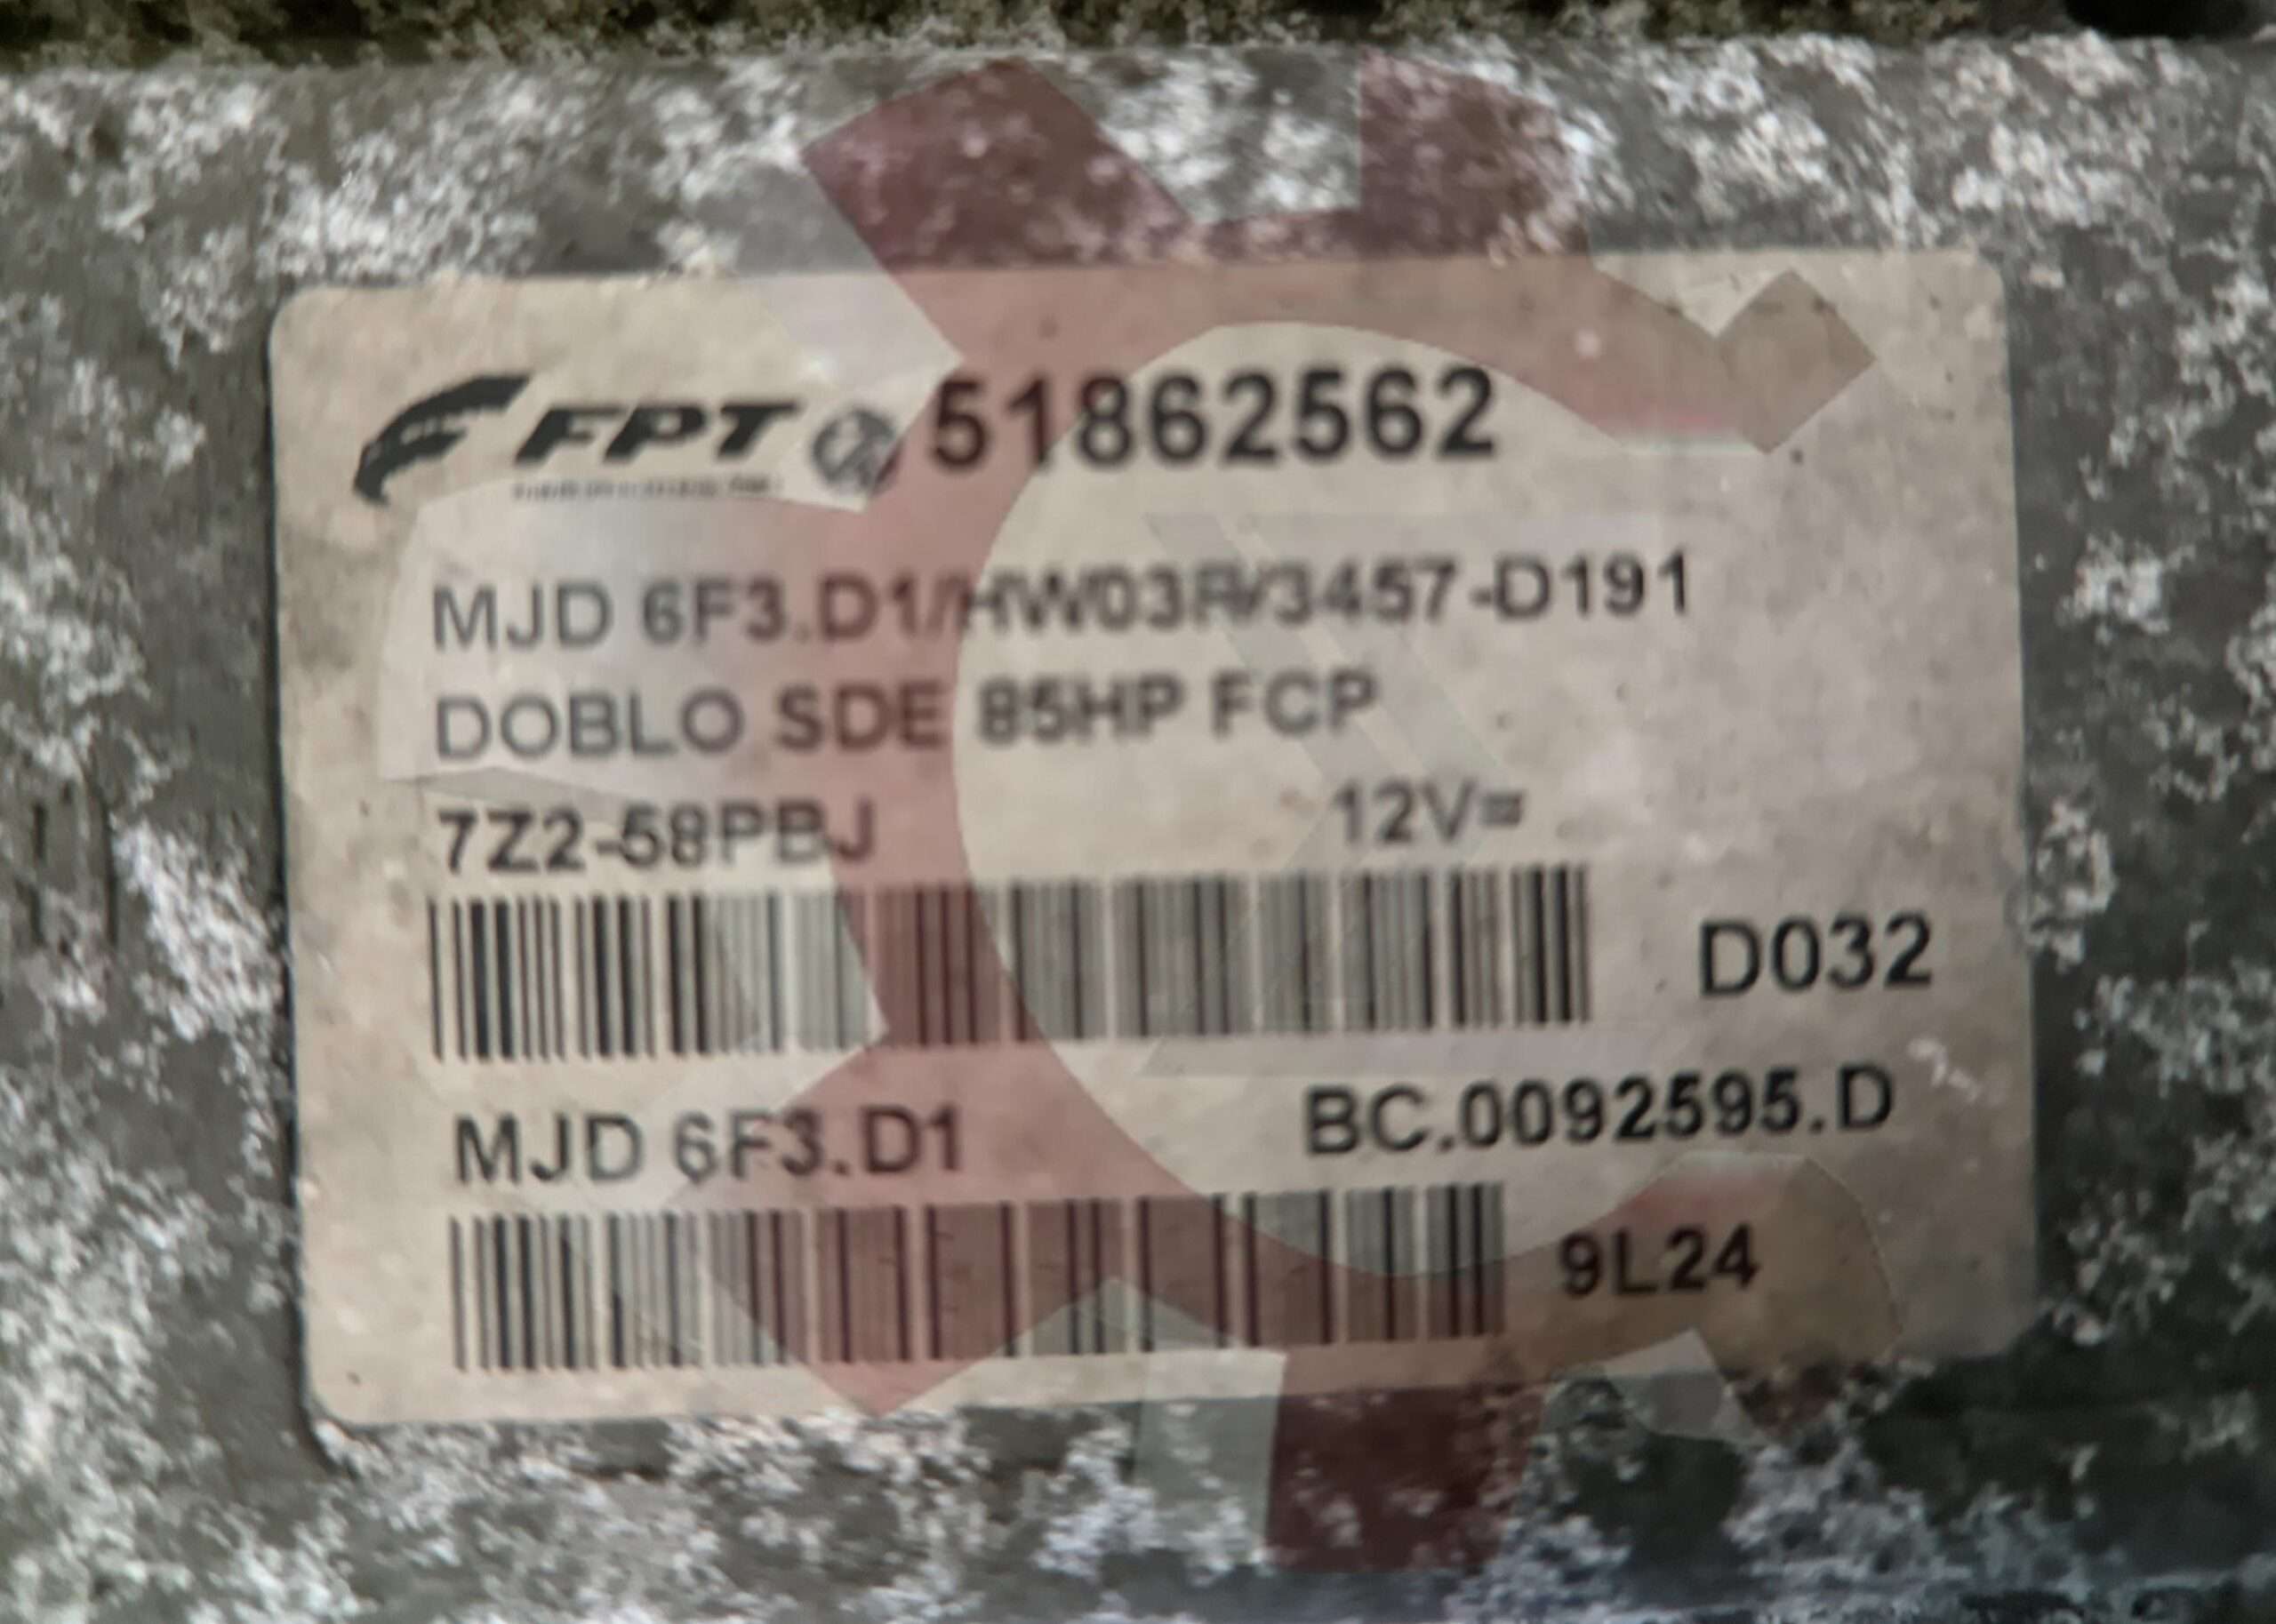 FPT 51862562
MJD 6F3.D1/HW03R/3457-D191
DOBLO SDE 85HP FCP
7Z2-58PBJ 12V=
D032
MJD 6F3.D1 BC.0092595.D
9L24